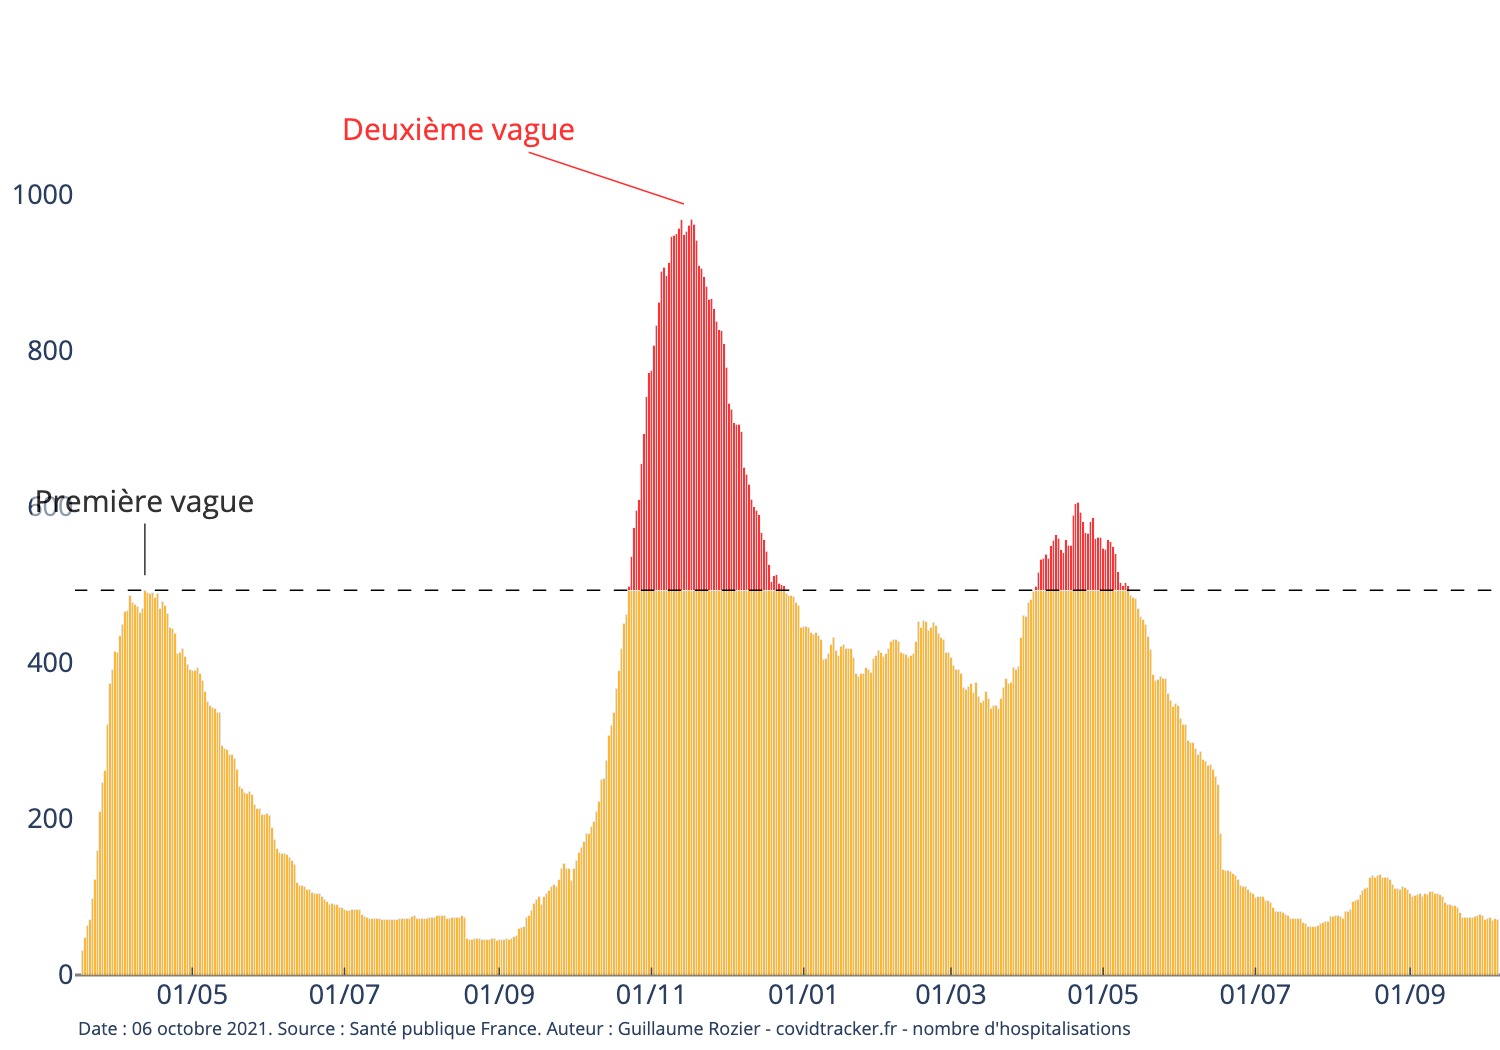 Deuxième vague
1000
800
600
Première vague
400
200
0
01/05 01/07 01/09 01/11 01/01 01/03 01/05 01/07 01/09
Date : 06 octobre 2021. Source : Santé publique France. Auteur : Guillaume Rozier - covidtracker.fr - nombre d'hospitalisations